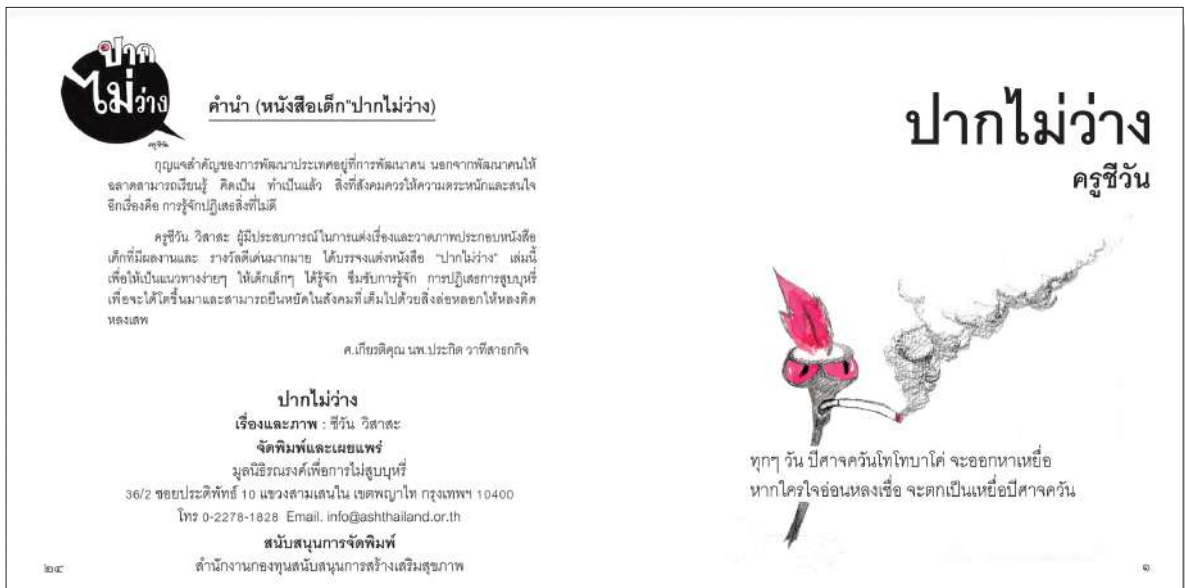 ปาก
ไม่ว่าง
ครูชีวัน
คำนำ (หนังสือเด็ก"ปากไม่ว่าง)
กุญแจสำคัญของการพัฒนาประเทศอยู่ที่การพัฒนาคน นอกจากพัฒนาคนให้
ฉลาดสามารถเรียนรู้ คิดเป็น ทำเป็นแล้ว สิ่งที่สังคมควรให้ความตระหนักและสนใจ
อีกเรื่องคือ การรู้จักปฏิเสธสิ่งที่ไม่ดี
ครูชีวัน วิสาสะ ผู้มีประสบการณ์ในการแต่งเรื่องและวาดภาพประกอบหนังสือ
เด็กที่มีผลงานและ รางวัลดีเด่นมากมาย ได้บรรจงแต่งหนังสือ "ปากไม่ว่าง" เล่มนี้
เพื่อให้เป็นแนวทางง่ายๆ ให้เด็กเล็กๆ ได้รู้จัก ซึมซับการรู้จัก การปฏิเสธการสูบบุหรี่
เพื่อจะได้โตขึ้นมาและสามารถยืนหยัดในสังคมที่เต็มไปด้วยสิ่งล่อหลอกให้หลงติด
หลงเสพ
ศ.เกียรติคุณ นพ.ประกิต วาทีสาธกกิจ
ปากไม่ว่าง
เรื่องและภาพ : ชีวัน วิสาสะ
จัดพิมพ์และเผยแพร่
มูลนิธิรณรงค์เพื่อการไม่สูบบุหรี่
36/2 ซอยประดิพัทธ์ 10 แขวงสามเสนใน เขตพญาไท กรุงเทพฯ 10400
โทร 0-2278-1828 Email. info@ashthailand.or.th
สนับสนุนการจัดพิมพ์
สำนักงานกองทุนสนับสนุนการสร้างเสริมสุขภาพ
๒๔
ปากไม่ว่าง
ครูชีวัน
ทุกๆ วัน ปีศาจควันโทโทบาโค่ จะออกหาเหยื่อ
หากใครใจอ่อนหลงเชื่อ จะตกเป็นเหยื่อปีศาจควัน
๑